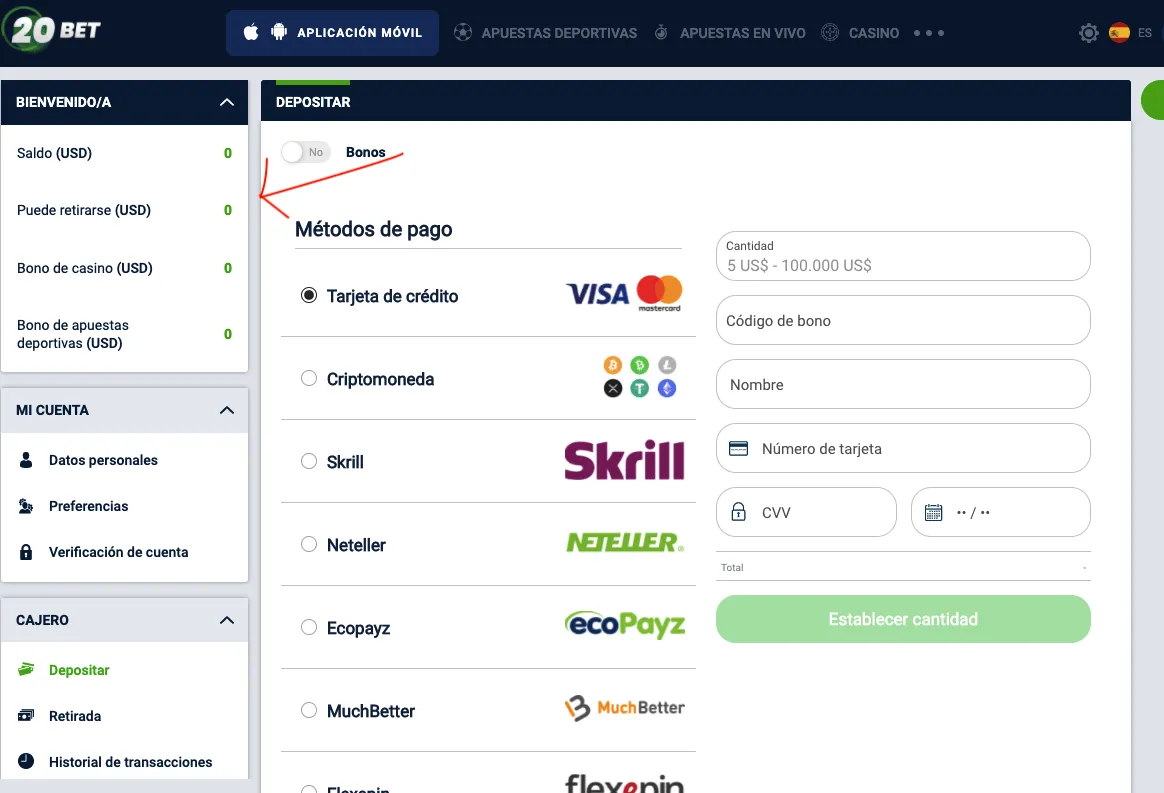 20 BET
APLICACIÓN MÓVIL
APUESTAS DEPORTIVAS
APUESTAS EN VIVO
CASINO
ES
BIENVENIDO/A
Saldo (USD) 0
Puede retirarse (USD) 0
Bono de casino (USD) 0
Bono de apuestas
deportivas (USD) 0
MI CUENTA
Datos personales
Preferencias
Verificación de cuenta
CAJERO
Depositar
Retirada
Historial de transacciones
DEPOSITAR
No Bonos
Métodos de pago
Tarjeta de crédito VISA mastercard
Criptomoneda
Skrill Skrill
Neteller NETELLER
Ecopayz ecoPayz
MuchBetter MuchBetter
Flexepin flexepin
Cantidad
5 US$ - 100.000 US$
Código de bono
Nombre
Número de tarjeta
CVV
•• / ••
Total -
Establecer cantidad